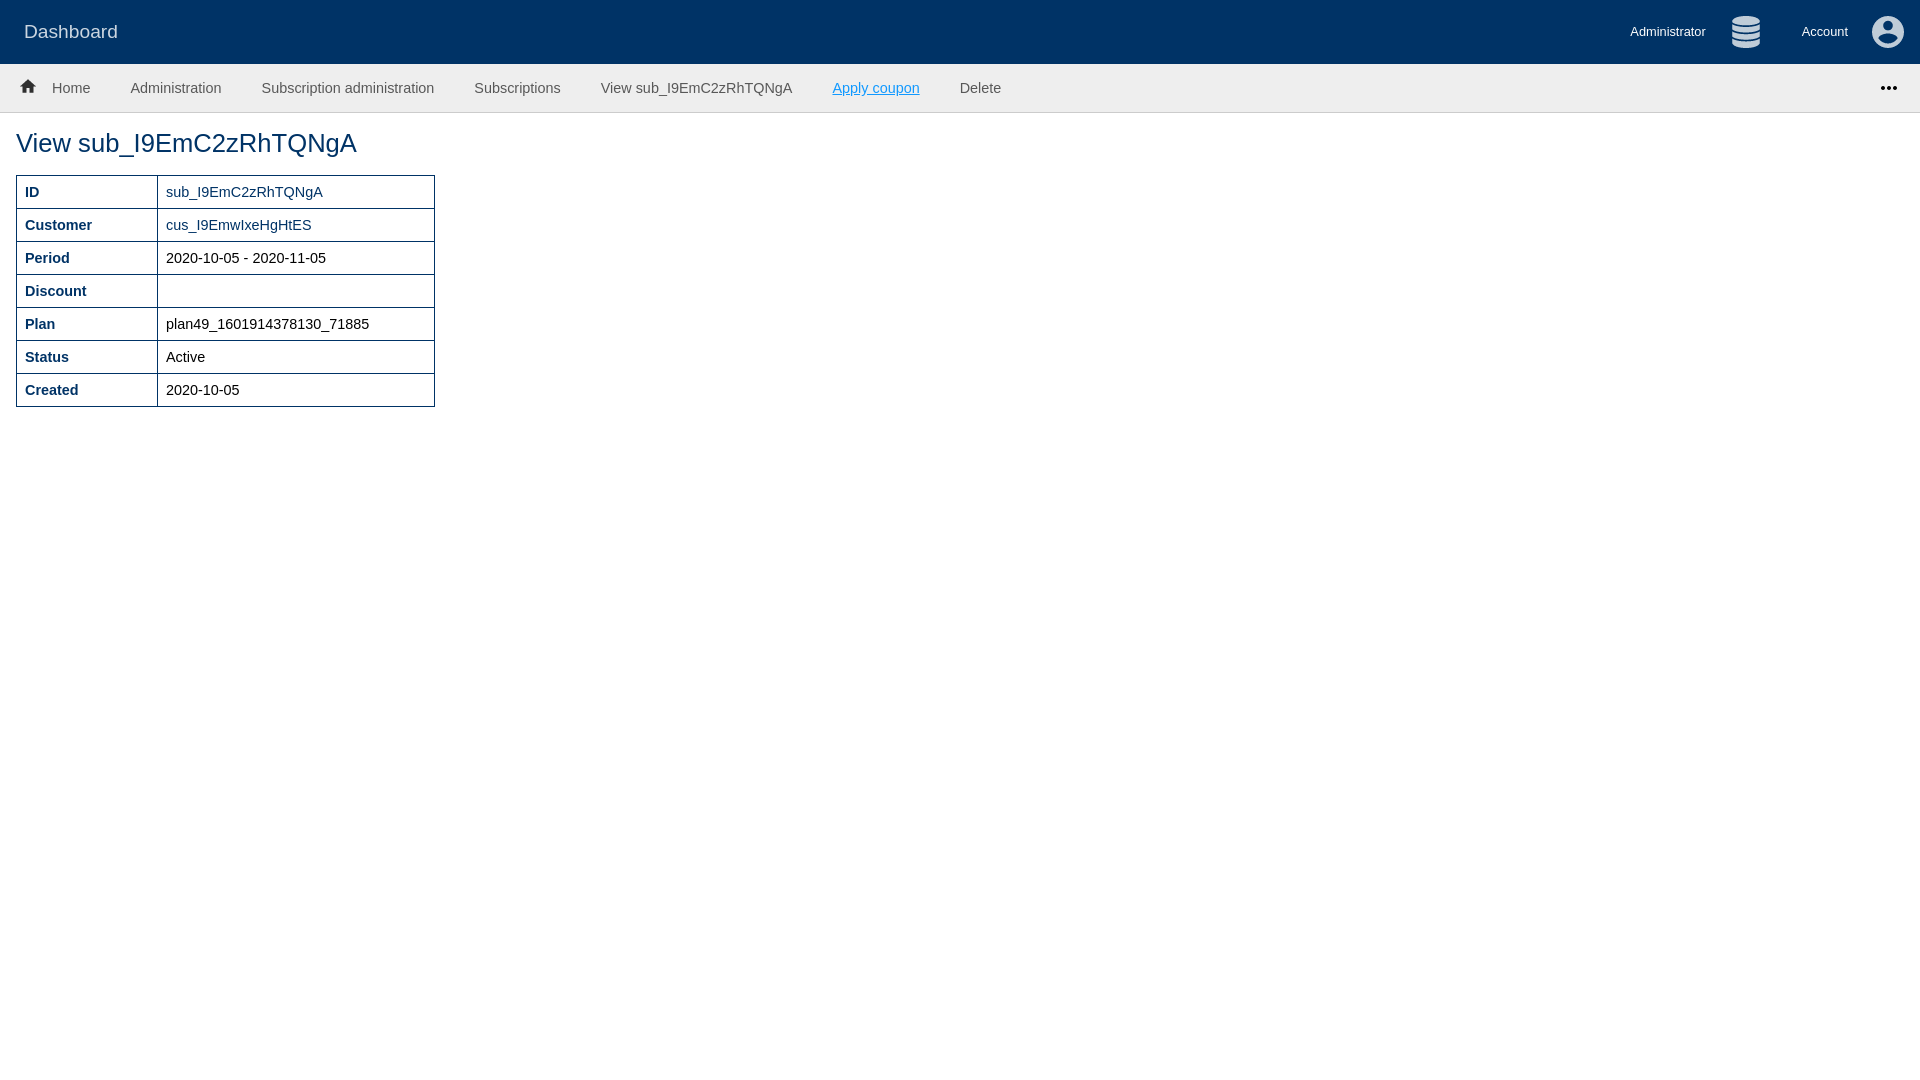 Dashboard Administrator Account
Home Administration Subscription administration Subscriptions View sub_I9EmC2zRhTQNgA Apply coupon Delete
View sub_I9EmC2zRhTQNgA
ID sub_I9EmC2zRhTQNgA
Customer cus_I9EmwIxeHgHtES
Period 2020-10-05 - 2020-11-05
Discount
Plan plan49_1601914378130_71885
Status Active
Created 2020-10-05